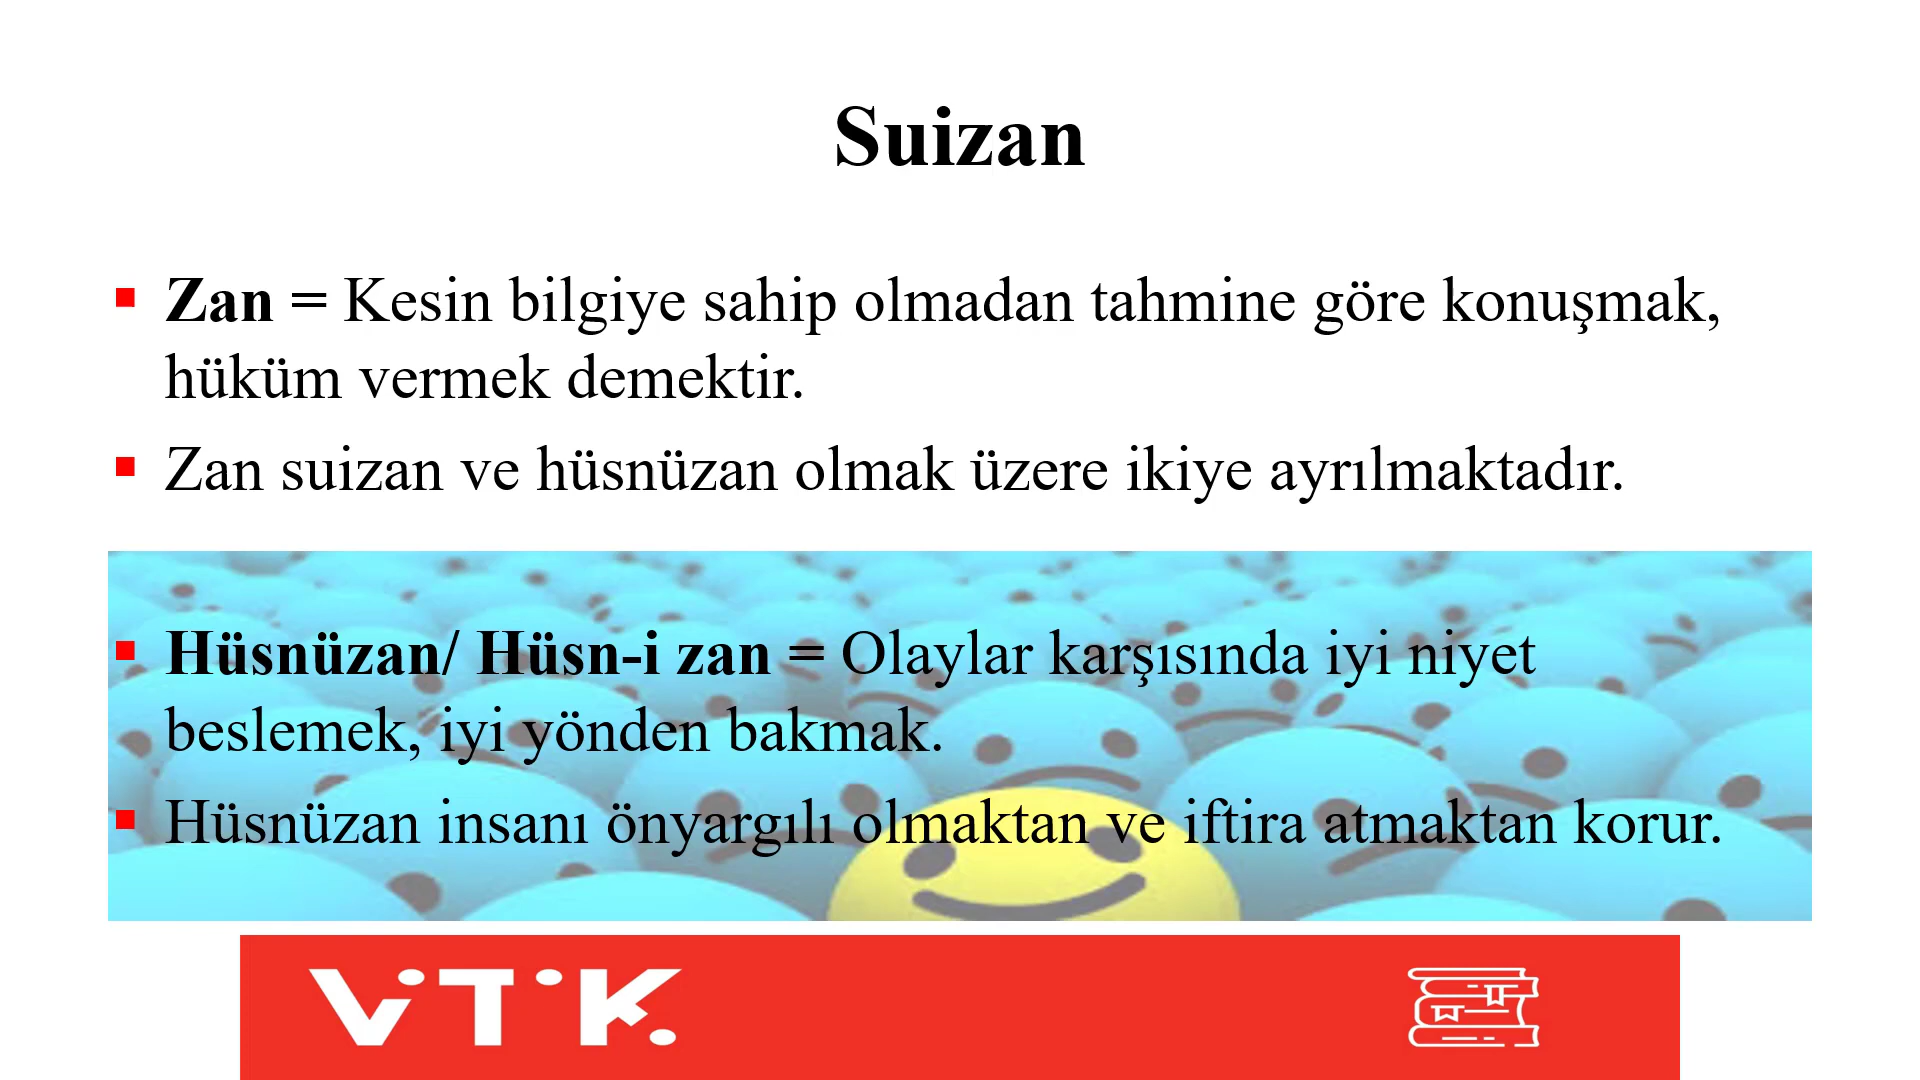 Suizan
Zan = Kesin bilgiye sahip olmadan tahmine göre konuşmak,
hüküm vermek demektir.
Zan suizan ve hüsnüzan olmak üzere ikiye ayrılmaktadır.
Hüsnüzan/ Hüsn-i zan = Olaylar karşısında iyi niyet
beslemek, iyi yönden bakmak.
Hüsnüzan insanı önyargılı olmaktan ve iftira atmaktan korur.
ViTiK